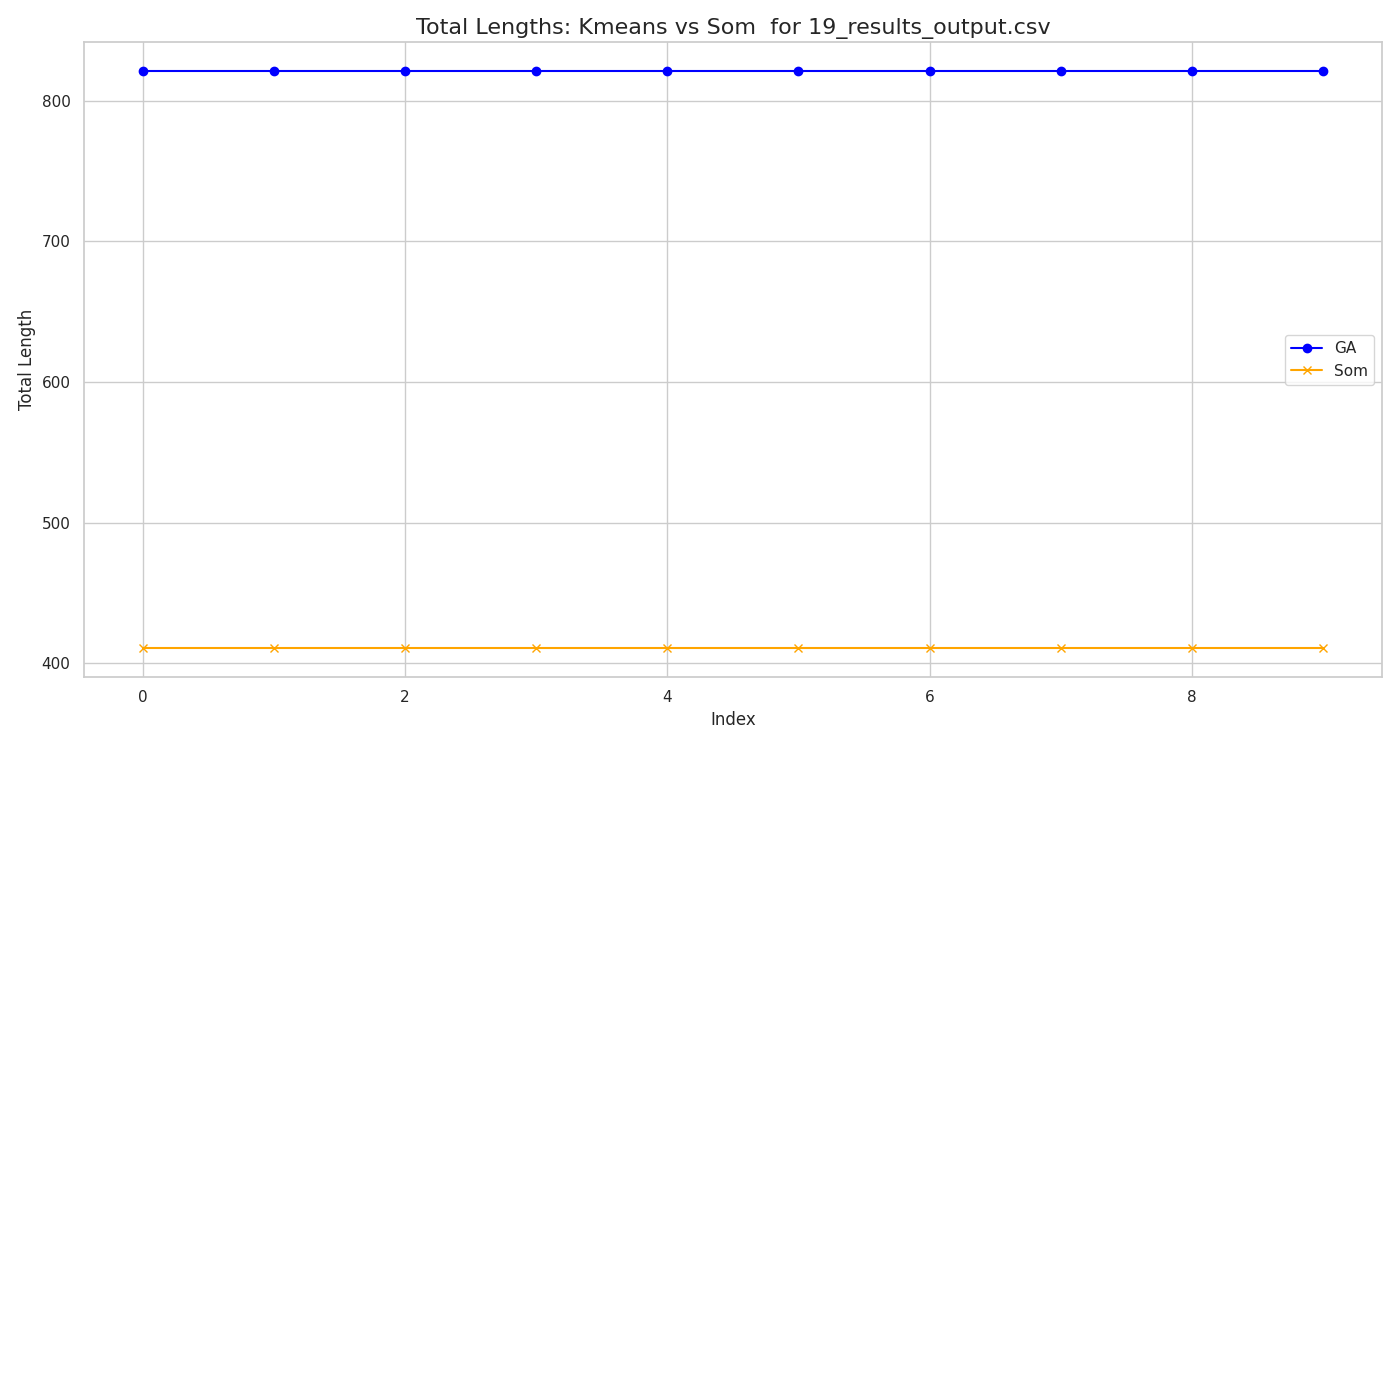 Total Lengths: Kmeans vs Som  for 19_results_output.csv
800
700
600
500
400
Total Length
GA
Som
0 2 4 6 8
Index